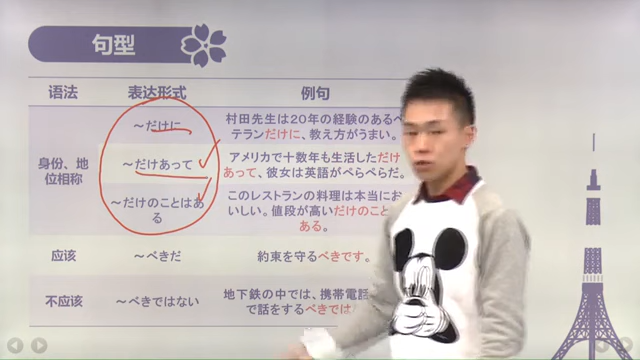 句型
语法 表达形式 例句
～だけに
村田先生は20年の経験のあるベ
テランだけに、教え方がうまい。
身份、地
位相称
～だけあって
アメリカで十数年も生活しただけ
あって、彼女は英語がぺらぺらだ。
～だけのことはあ
る
このレストランの料理は本当にお
いしい。値段が高いだけのこと
ある。
应该 ～べきだ 約束を守るべきです。
不应该 ～べきではない
地下鉄の中では、携帯電話
で話をするべきでは